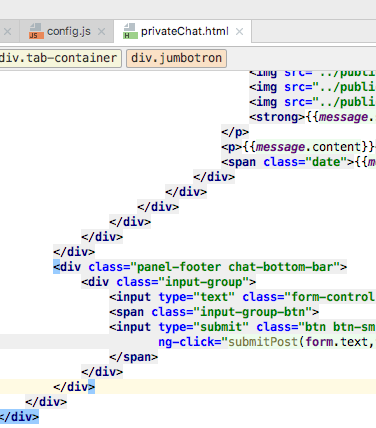 config.js
privateChat.html
div.tab-container div.jumbotron
<img src="../publi
<img src="../publi
<img src="../publi
<strong>{{message.
</p>
<p>{{message.content}}
<span class="date">{{m
</div>
</div>
</div>
</div>
</div>
</div>
<div class="panel-footer chat-bottom-bar">
<div class="input-group">
<input type="text" class="form-control
<span class="input-group-btn">
<input type="submit" class="btn btn-sm
ng-click="submitPost(form.text,
</span>
</div>
</div>
</div>
</div>